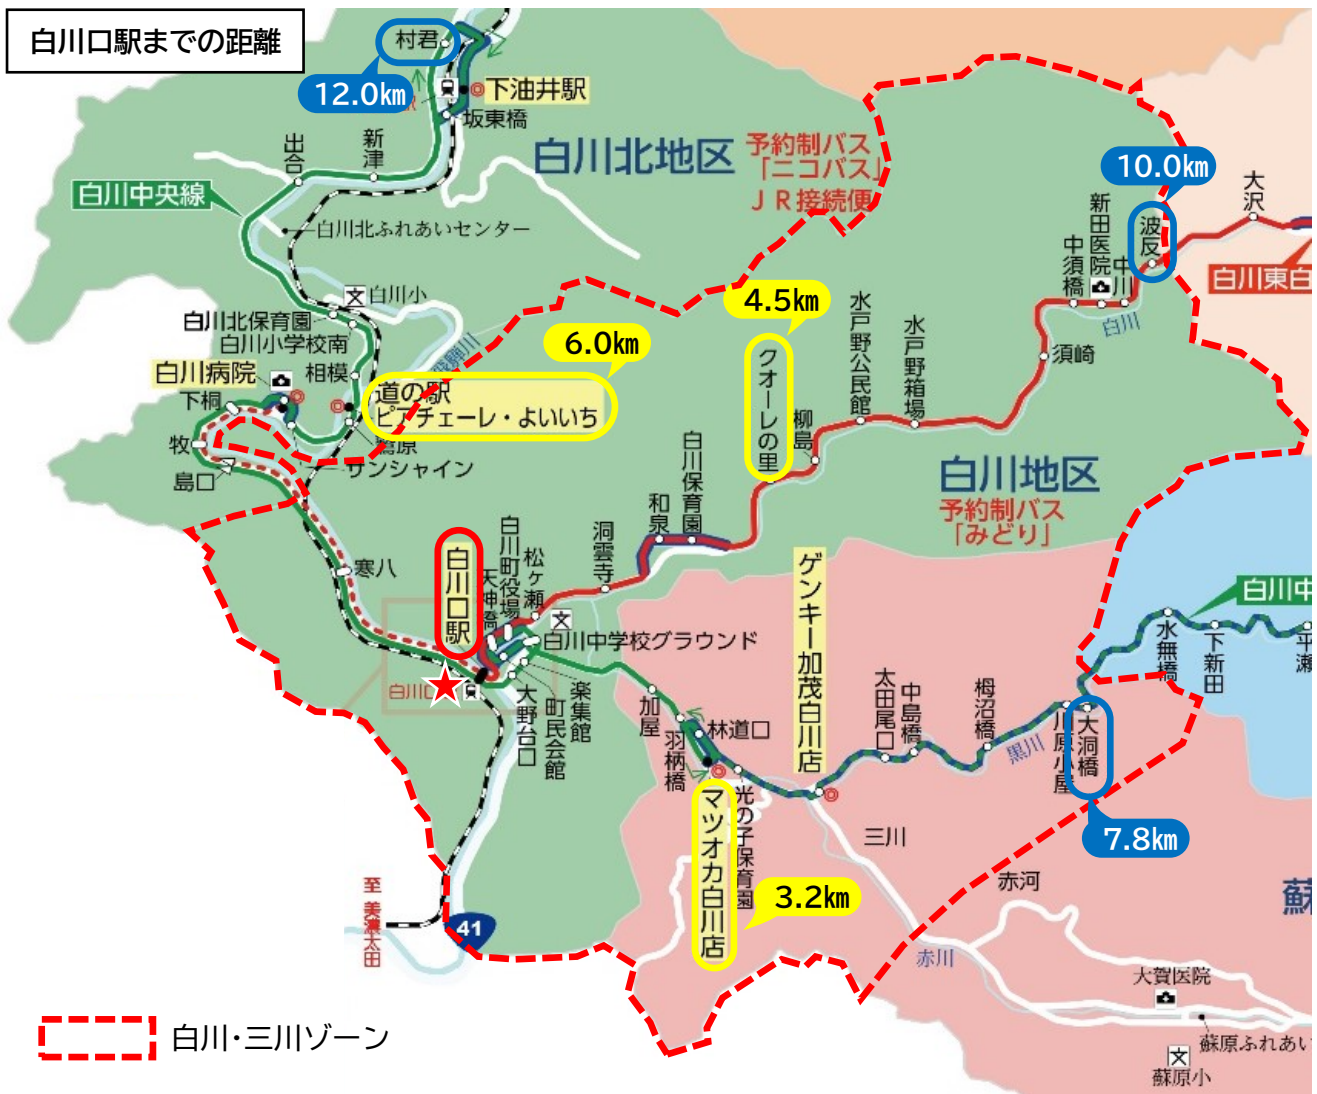 白川口駅までの距離
村君
12.0km
下油井駅
坂東橋
新津
出合
白川中央線
白川北地区
予約制バス
「ニコバス」
ＪＲ接続便
10.0km
大沢
波反
新田医院
中川
中須橋
白川東白
白川
白川北ふれあいセンター
白川小
白川北保育園
白川小学校南
飛騨川
4.5km
6.0km
クオーレの里
水戸野公民館
水戸野箱場
須崎
白川病院
相模
道の駅
ピアチェーレ・よいいち
下桐
鷲原
牧
サンシャイン
島口
柳島
白川保育園
和泉
白川地区
予約制バス
「みどり」
洞雲寺
松ヶ瀬
白川町役場
天神橋
白川口駅
寒八
ゲンキー加茂白川店
白川中
白川中学校グラウンド
水無橋
下新田
平瀬
白川口
大野台口
町民会館
楽集館
加屋
羽柄橋
林道口
太田尾口
中島橋
栂沼橋
黒川
川原小屋
大洞橋
7.8km
マツオカ白川店
光の子保育園
3.2km
三川
赤河
蘇
至 美濃太田
41
赤川
大賀医院
蘇原ふれあい
蘇原小
白川・三川ゾーン